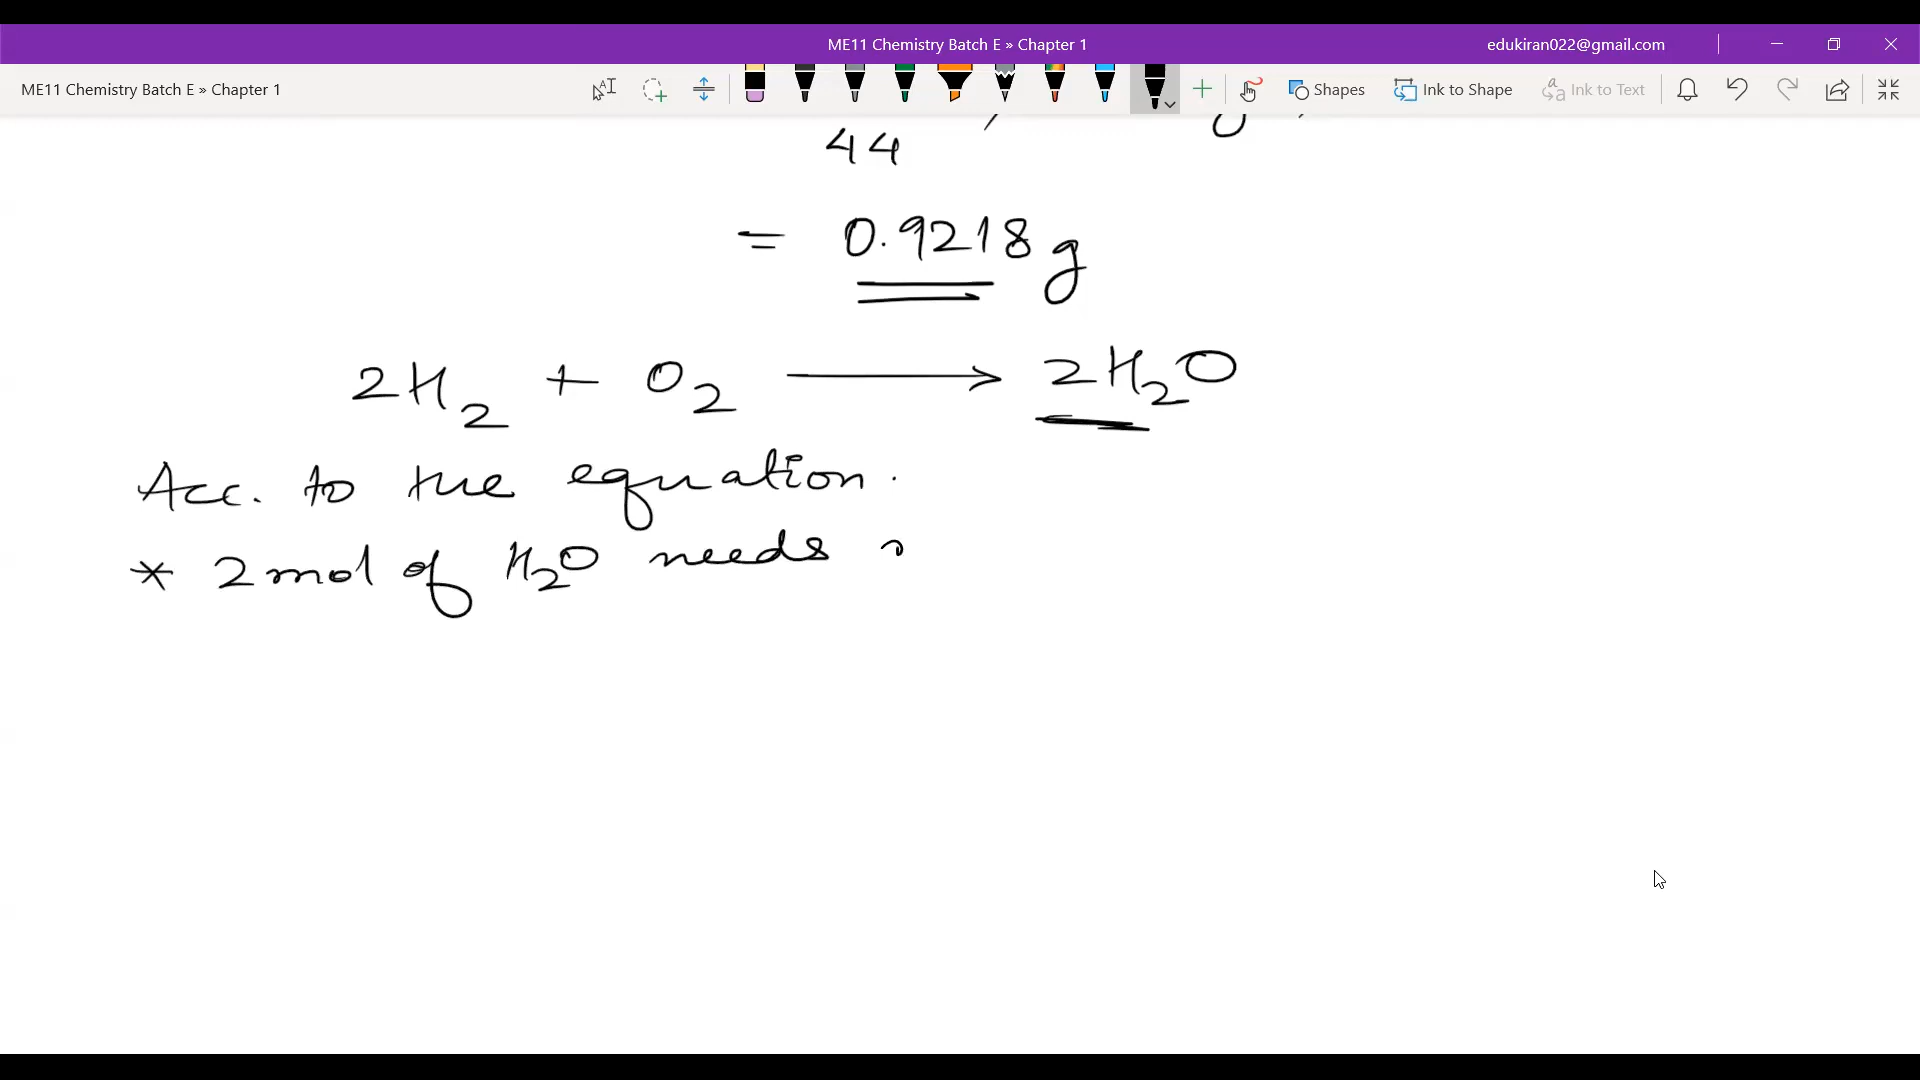 ME11 Chemistry Batch E » Chapter 1
edukiran022@gmail.com
ME11 Chemistry Batch E » Chapter 1
Shapes
Ink to Shape
Ink to Text
44
= 0.9218 g
2H₂ + O₂ → 2H₂O
Acc. to the equation.
* 2 mol of H₂O needs